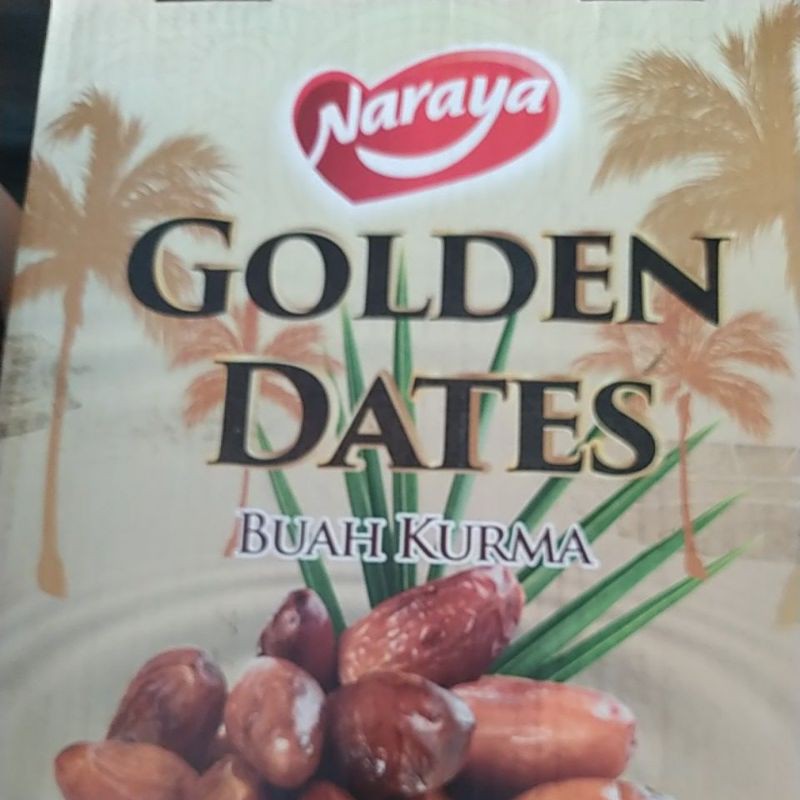 Naraya
GOLDEN
DATES
BUAH KURMA